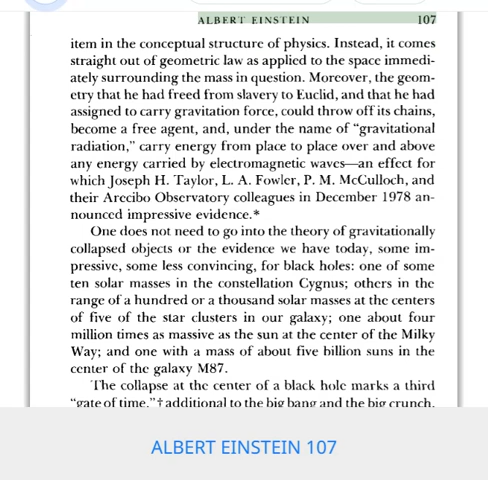 ALBERT EINSTEIN 107
item in the conceptual structure of physics. Instead, it comes
straight out of geometric law as applied to the space immedi-
ately surrounding the mass in question. Moreover, the geom-
etry that he had freed from slavery to Euclid, and that he had
assigned to carry gravitation force, could throw off its chains,
become a free agent, and, under the name of “gravitational
radiation,” carry energy from place to place over and above
any energy carried by electromagnetic waves—an effect for
which Joseph H. Taylor, L. A. Fowler, P. M. McCulloch, and
their Arecibo Observatory colleagues in December 1978 an-
nounced impressive evidence.*
One does not need to go into the theory of gravitationally
collapsed objects or the evidence we have today, some im-
pressive, some less convincing, for black holes: one of some
ten solar masses in the constellation Cygnus; others in the
range of a hundred or a thousand solar masses at the centers
of five of the star clusters in our galaxy; one about four
million times as massive as the sun at the center of the Milky
Way; and one with a mass of about five billion suns in the
center of the galaxy M87.
The collapse at the center of a black hole marks a third
“gate of time,”† additional to the big bang and the big crunch.
ALBERT EINSTEIN 107